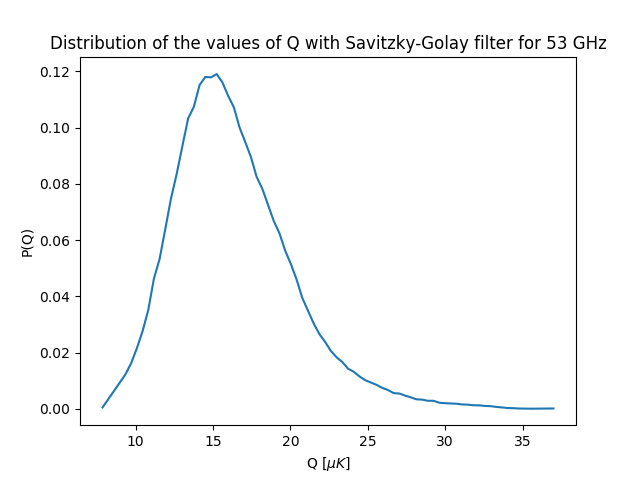 Distribution of the values of Q with Savitzky-Golay filter for 53 GHz
0.12
0.10
0.08
0.06
0.04
0.02
0.00
P(Q)
10 15 20 25 30 35
Q [μK]